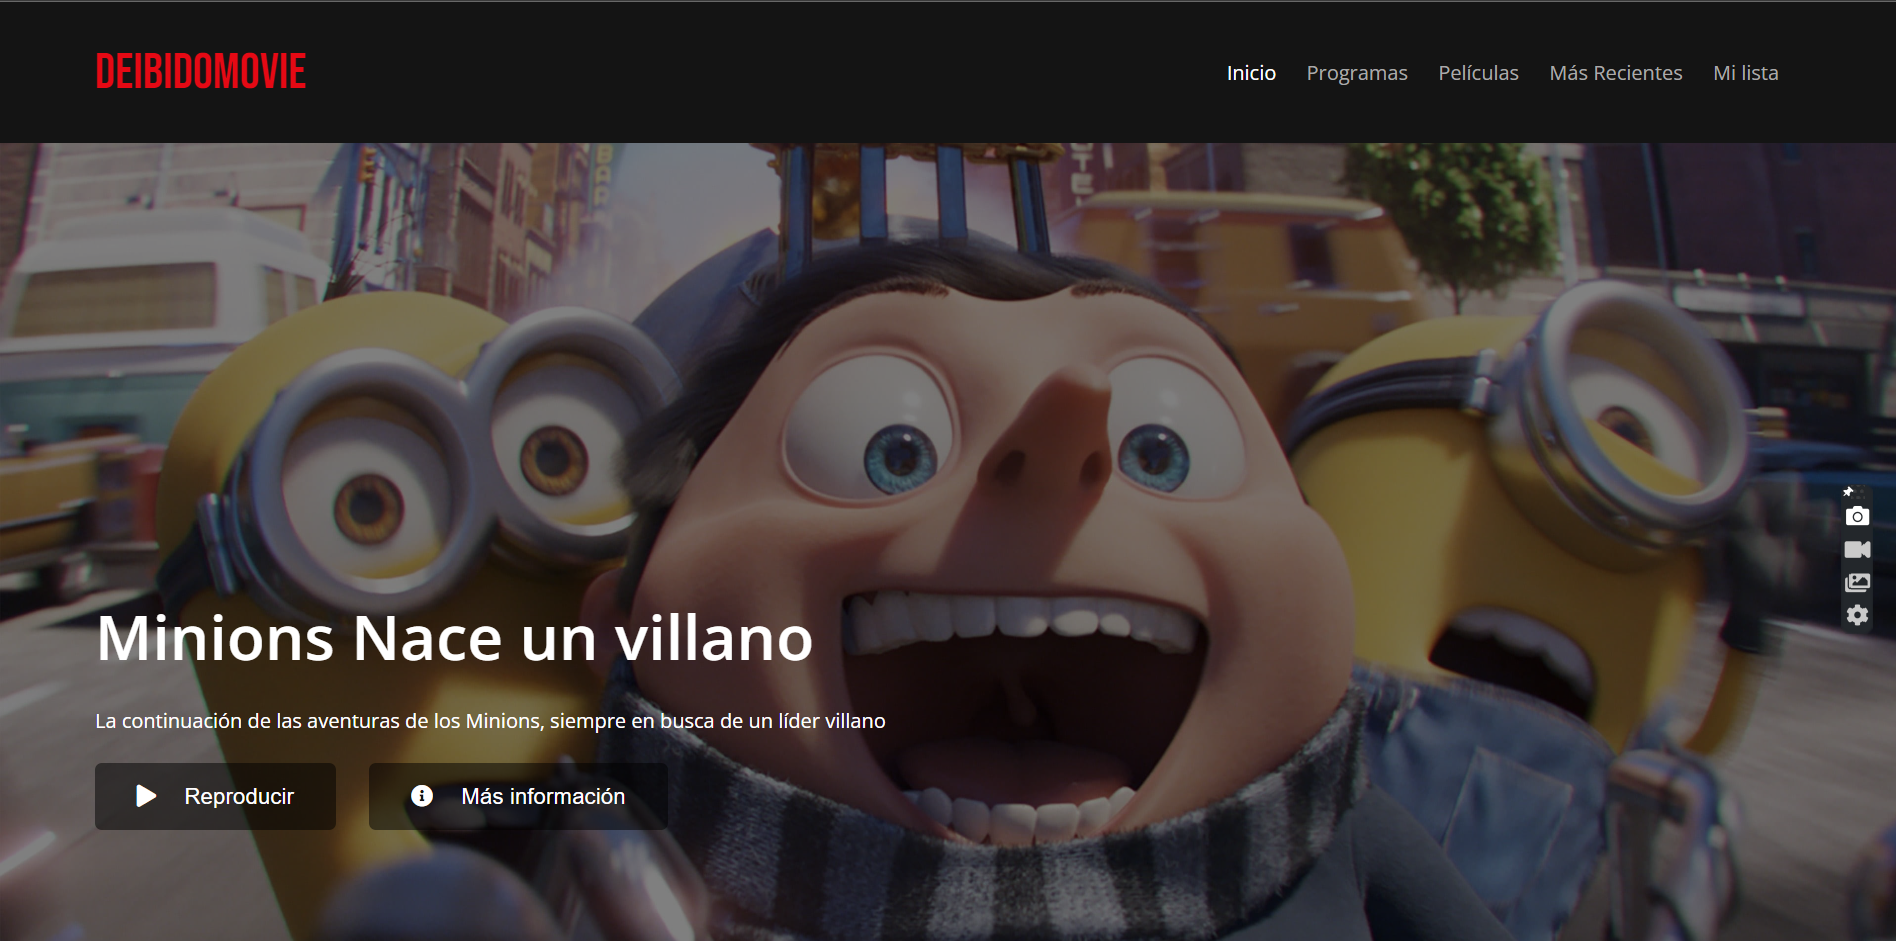 DEIBIDOMOVIE
Inicio Programas Películas Más Recientes Mi lista
BAR
Minions Nace un villano
La continuación de las aventuras de los Minions, siempre en busca de un líder villano
Reproducir Más información